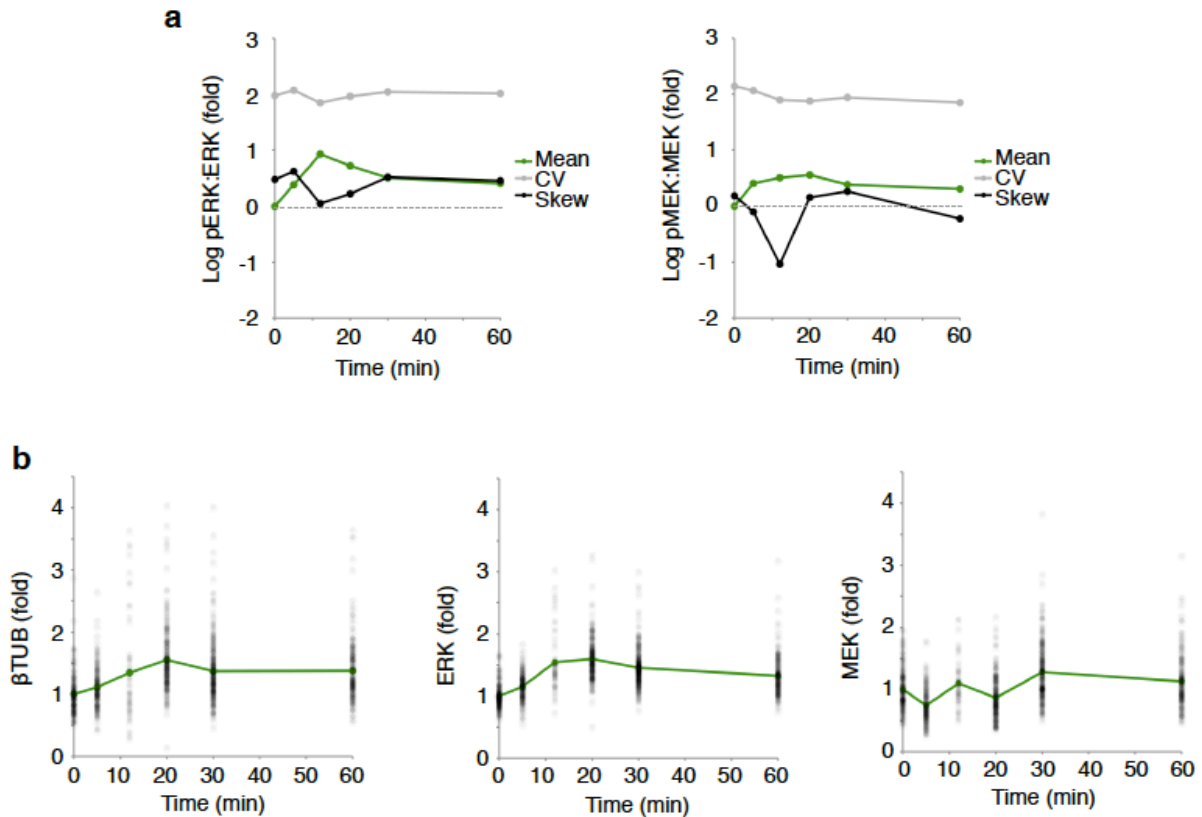 a
Log pERK:ERK (fold)
3
2
1
0
-1
-2
0
20
40
60
Time (min)
Mean
CV
Skew
Log pMEK:MEK (fold)
3
2
1
0
-1
-2
0
20
40
60
Time (min)
Mean
CV
Skew
b
βTUB (fold)
4
3
2
1
0
0 10 20 30 40 50 60
Time (min)
ERK (fold)
4
3
2
1
0
0 10 20 30 40 50 60
Time (min)
MEK (fold)
4
3
2
1
0
0 10 20 30 40 50 60
Time (min)